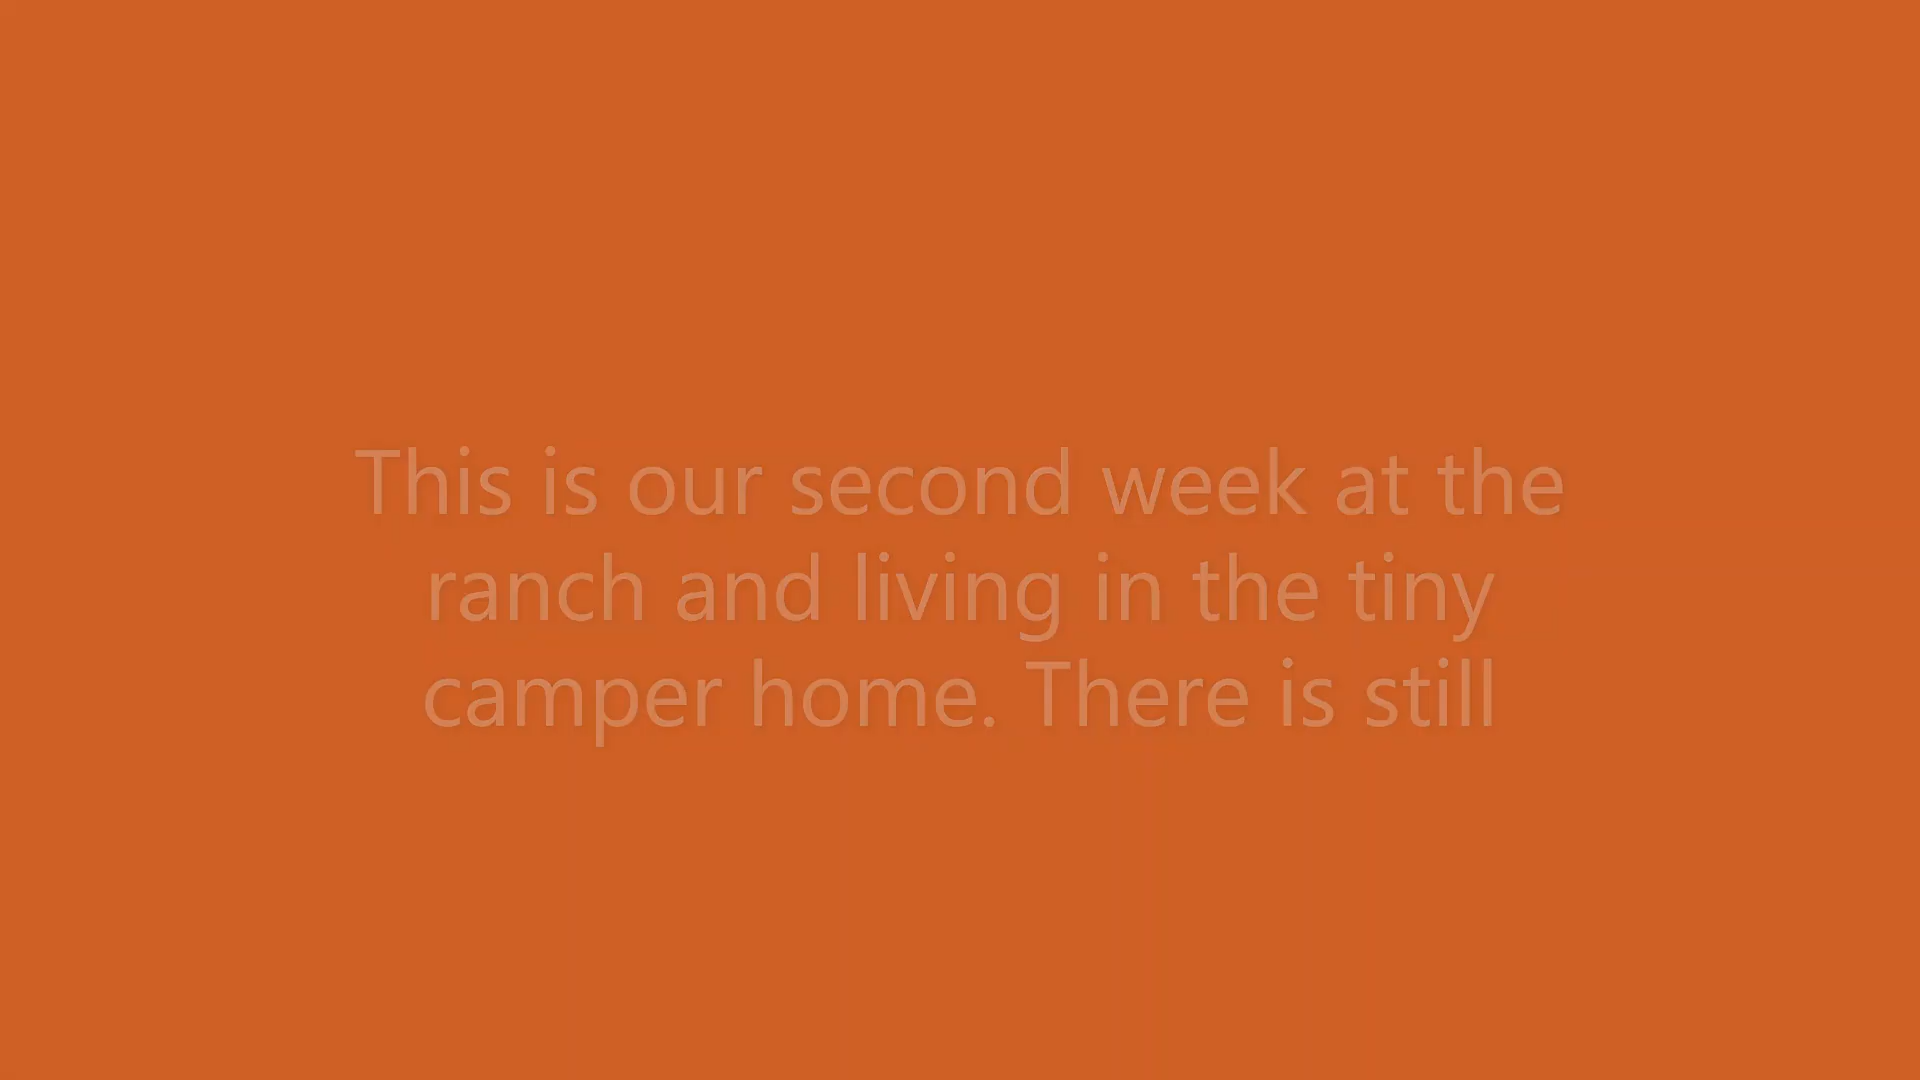 This is our second week at the
ranch and living in the tiny
camper home. There is still